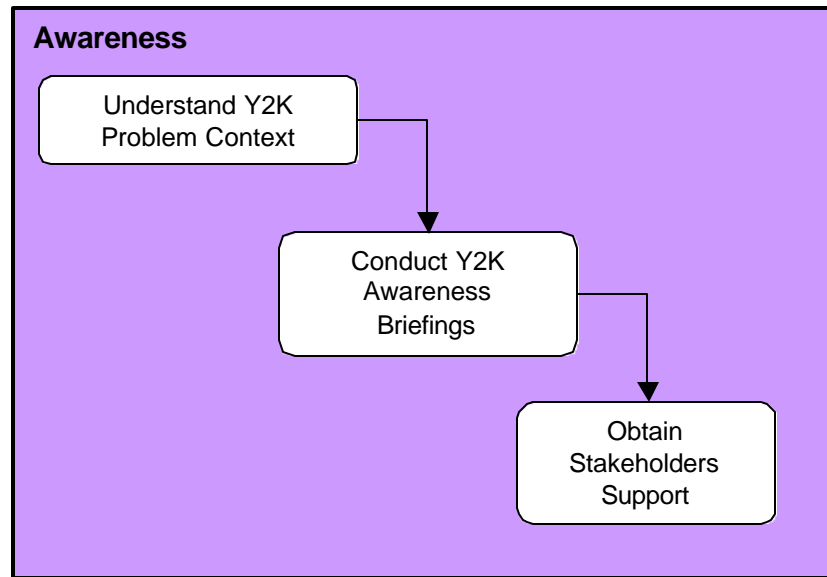 Awareness
Understand Y2K
Problem Context
Conduct Y2K
Awareness
Briefings
Obtain
Stakeholders
Support